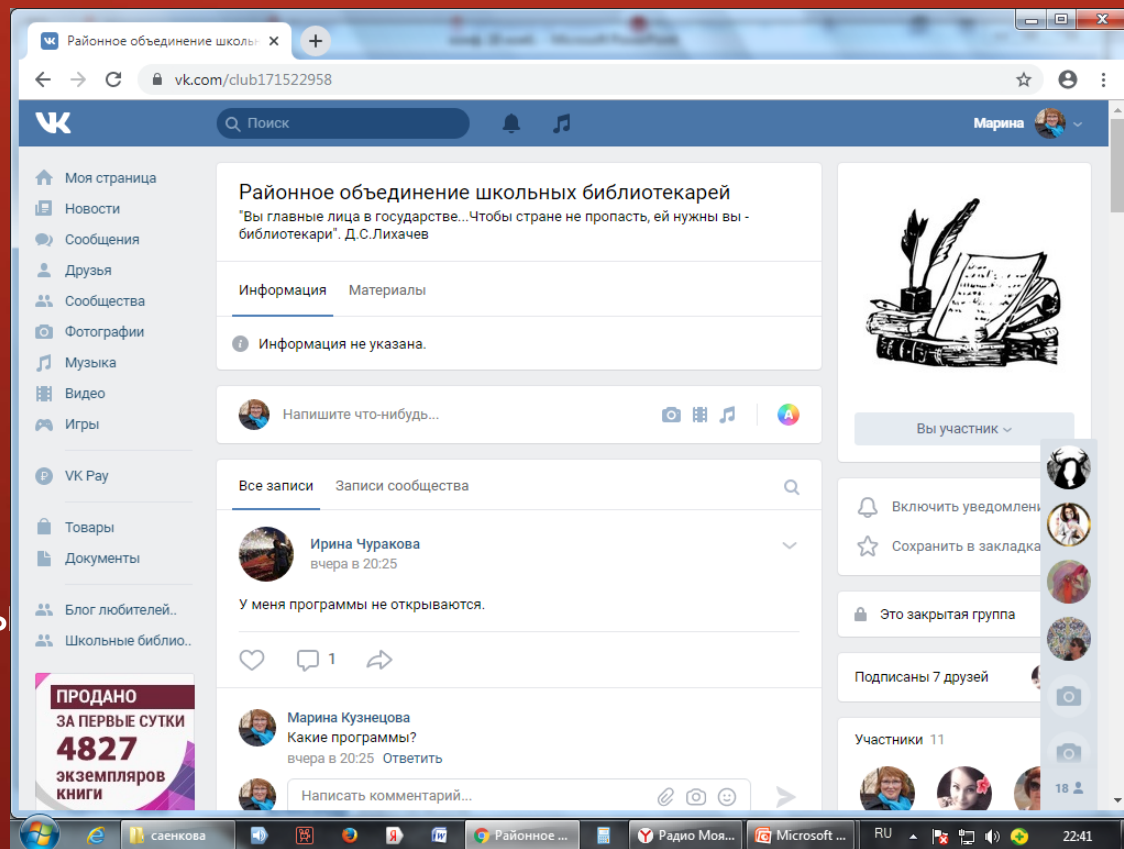 Районное объединение школь
vk.com/club171522958
Поиск
Марина
Моя страница
Новости
Сообщения
Друзья
Сообщества
Фотографии
Музыка
Видео
Игры
VK Pay
Товары
Документы
Блог любителей..
Школьные библио..
ПРОДАНО
ЗА ПЕРВЫЕ СУТКИ
4827
экземпляров
книги
Районное объединение школьных библиотекарей
"Вы главные лица в государстве...Чтобы стране не пропасть, ей нужны вы -
библиотекари". Д.С.Лихачев
Информация Материалы
Информация не указана.
Напишите что-нибудь...
Все записи Записи сообщества
Ирина Чуракова
вчера в 20:25
У меня программы не открываются.
1
Марина Кузнецова
Какие программы?
вчера в 20:25 Ответить
Написать комментарий...
Вы участник
Включить уведомлени
Сохранить в закладка
Это закрытая группа
Подписаны 7 друзей
Участники 11
18
саенкова
Районное ...
Радио Моя...
Microsoft ...
RU
22:41